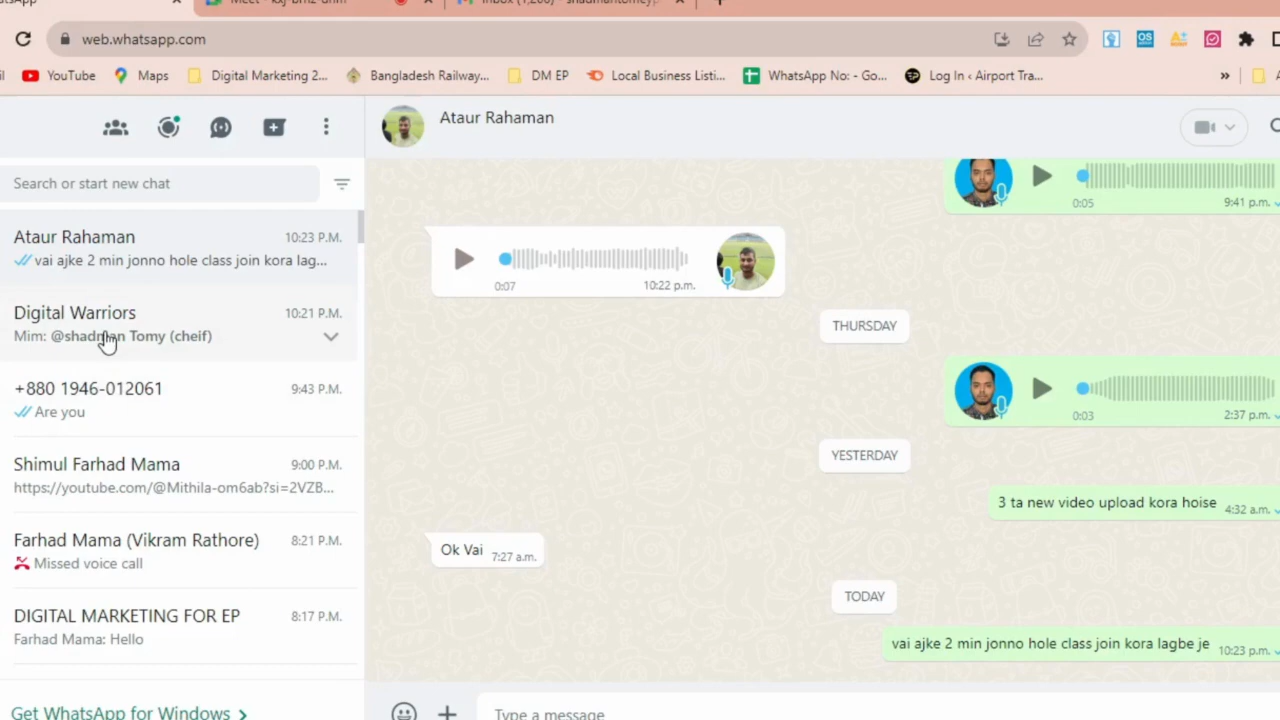 web.whatsapp.com
YouTube
Maps
Digital Marketing 2...
Bangladesh Railway...
DM EP
Local Business Listi...
WhatsApp No: - Go...
Log In ‹ Airport Tra...
»
Ataur Rahaman
Search or start new chat
Ataur Rahaman
10:23 P.M.
vai ajke 2 min jonno hole class join kora lag...
Digital Warriors
10:21 P.M.
Mim: @shadman Tomy (cheif)
+880 1946-012061
9:43 P.M.
Are you
Shimul Farhad Mama
9:00 P.M.
https://youtube.com/@Mithila-om6ab?si=2VZB...
Farhad Mama (Vikram Rathore)
8:21 P.M.
Missed voice call
DIGITAL MARKETING FOR EP
8:17 P.M.
Farhad Mama: Hello
Get WhatsApp for Windows
0:05
9:41 p.m.
0:07
10:22 p.m.
THURSDAY
0:03
2:37 p.m.
YESTERDAY
3 ta new video upload kora hoise
4:32 a.m.
Ok Vai
7:27 a.m.
TODAY
vai ajke 2 min jonno hole class join kora lagbe je
10:23 p.m.
Type a message